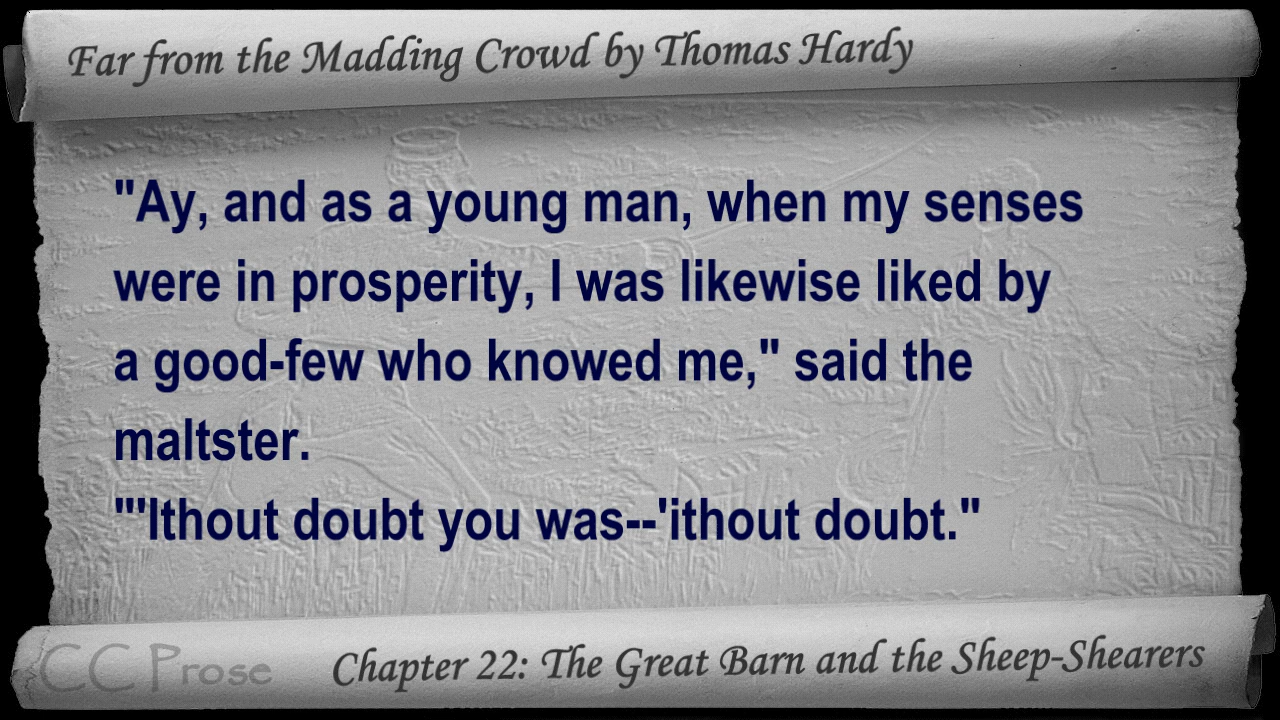 Far from the Madding Crowd by Thomas Hardy
"Ay, and as a young man, when my senses
were in prosperity, I was likewise liked by
a good-few who knowed me," said the
maltster.
"'Ithout doubt you was--'ithout doubt."
CC Prose
Chapter 22: The Great Barn and the Sheep-Shearers